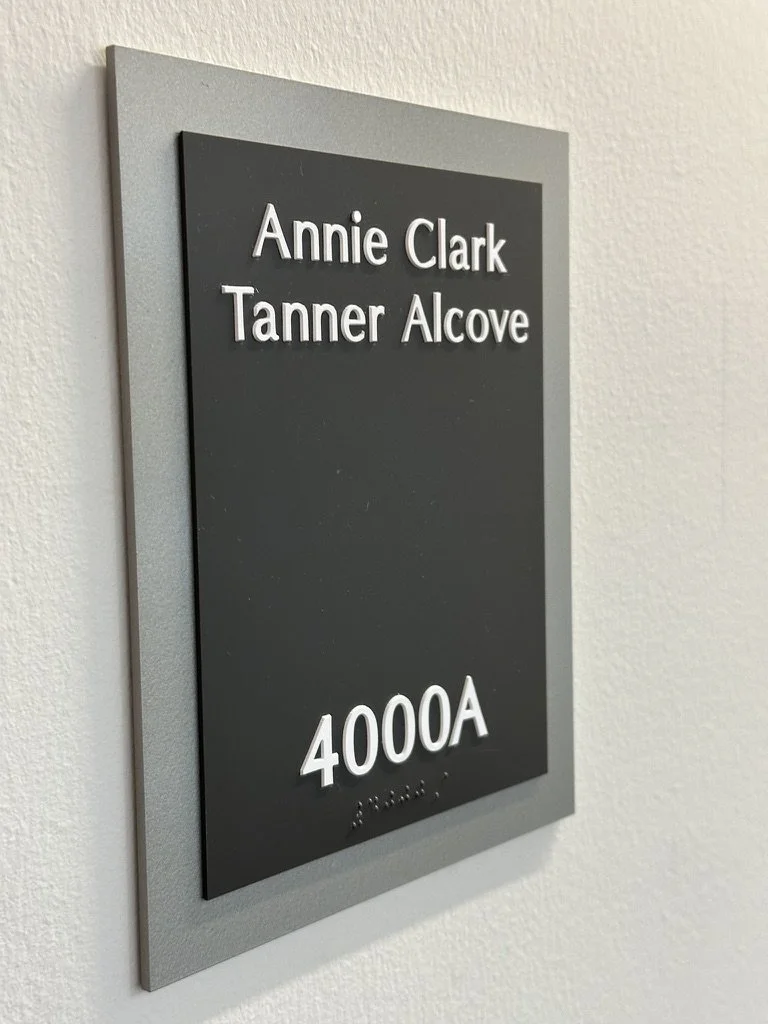 Annie Clark
Tanner Alcove
4000A